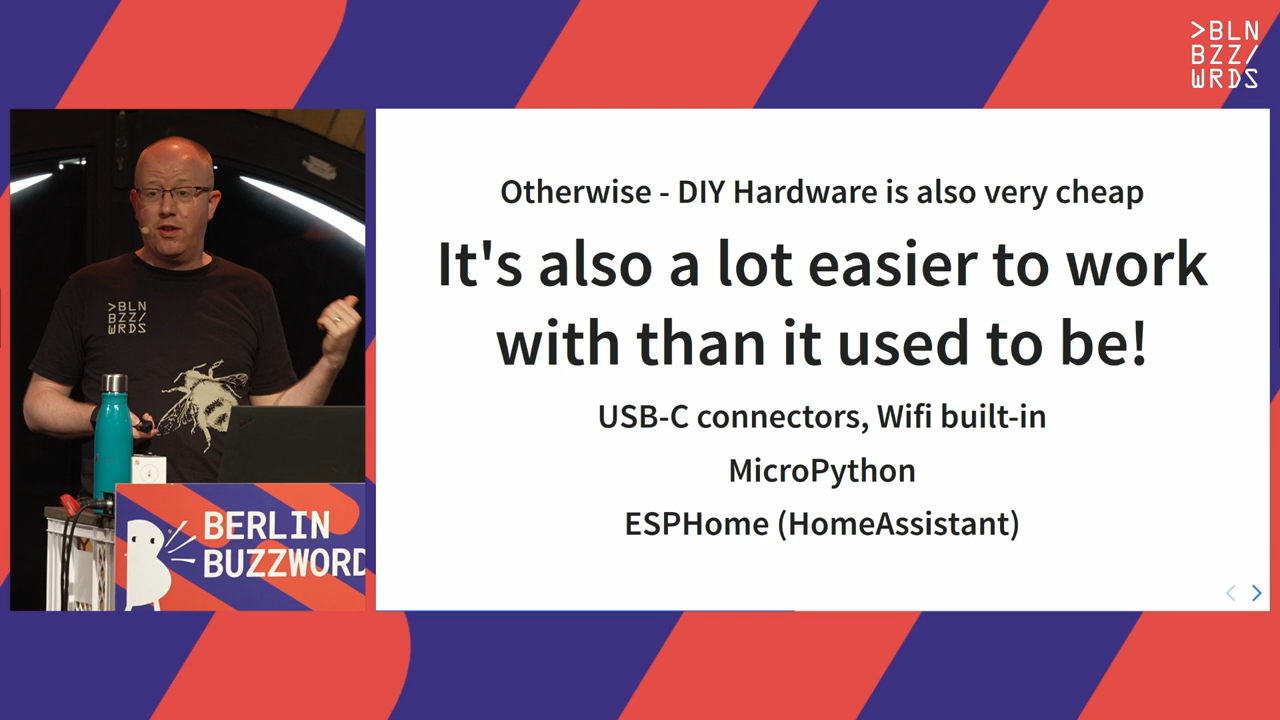 >BLN
BZZ/
WRDS
Otherwise - DIY Hardware is also very cheap
It's also a lot easier to work
with than it used to be!
USB-C connectors, Wifi built-in
MicroPython
ESPHome (HomeAssistant)
>BLN
BZZ/
WRDS
BERLIN
BUZZWORD